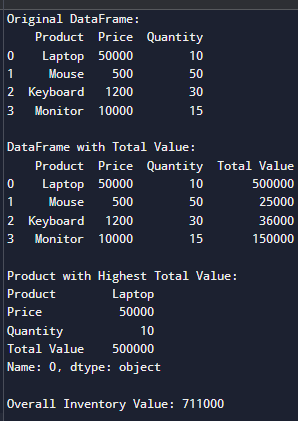 Original DataFrame:
    Product  Price  Quantity
0    Laptop  50000        10
1     Mouse    500        50
2  Keyboard   1200        30
3   Monitor  10000        15
DataFrame with Total Value:
    Product  Price  Quantity  Total Value
0    Laptop  50000        10       500000
1     Mouse    500        50        25000
2  Keyboard   1200        30        36000
3   Monitor  10000        15       150000
Product with Highest Total Value:
Product        Laptop
Price           50000
Quantity           10
Total Value    500000
Name: 0, dtype: object
Overall Inventory Value: 711000